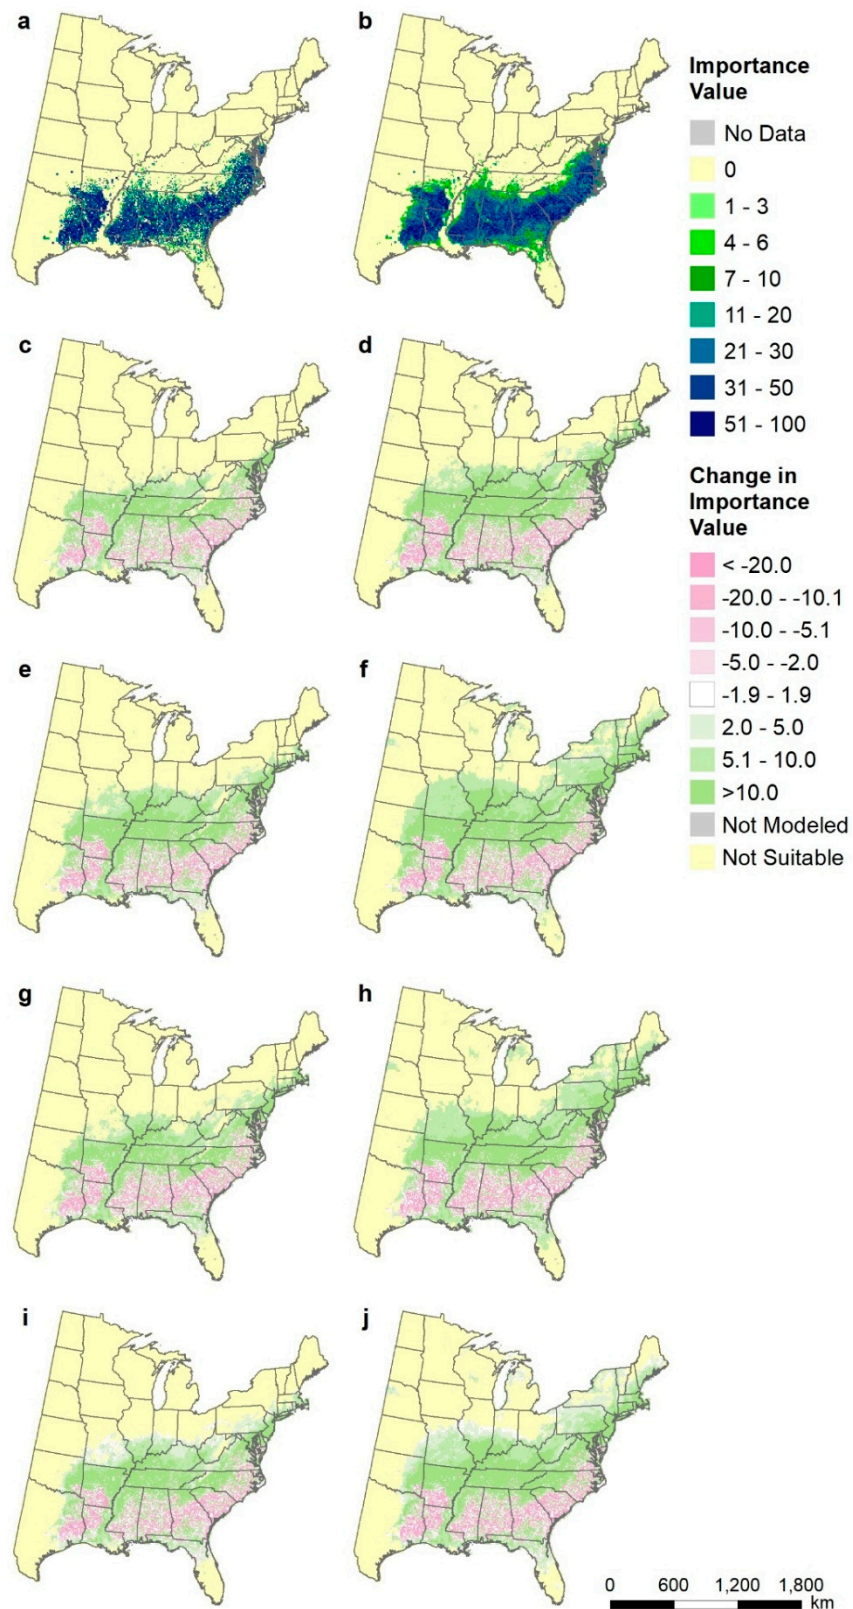 a
b
Importance
Value
No Data
0
1 - 3
4 - 6
7 - 10
11 - 20
21 - 30
31 - 50
51 - 100
c
d
Change in
Importance
Value
< -20.0
-20.0 - -10.1
-10.0 - -5.1
-5.0 - -2.0
-1.9 - 1.9
2.0 - 5.0
5.1 - 10.0
>10.0
Not Modeled
Not Suitable
e
f
g
h
i
j
0 600 1,200 1,800
km